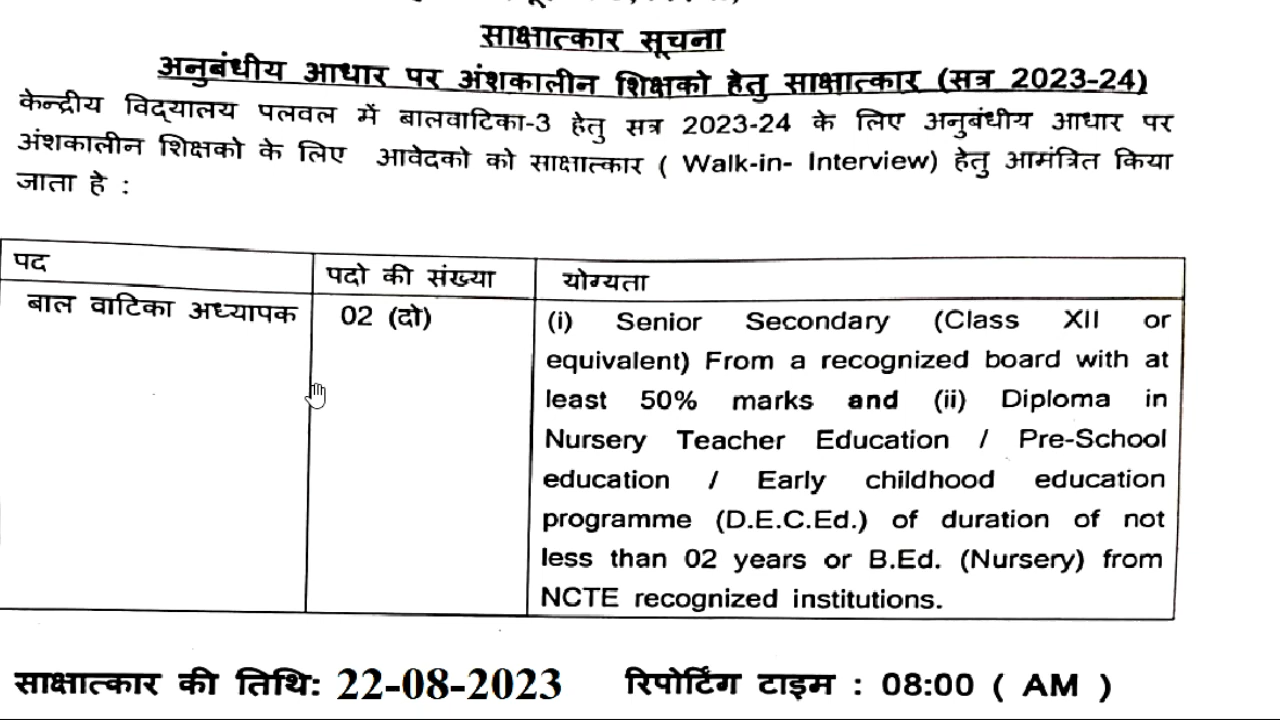 साक्षात्कार सूचना
अनुबंधीय आधार पर अंशकालीन शिक्षको हेतु साक्षात्कार (सत्र 2023-24)
केन्द्रीय विद्यालय पलवल में बालवाटिका-3 हेतु सत्र 2023-24 के लिए अनुबंधीय आधार पर
अंशकालीन शिक्षको के लिए आवेदको को साक्षात्कार ( Walk-in- Interview) हेतु आमंत्रित किया
जाता है :
पद
पदो की संख्या
योग्यता
बाल वाटिका अध्यापक
02 (दो)
(i) Senior Secondary (Class XII or
equivalent) From a recognized board with at
least 50% marks and (ii) Diploma in
Nursery Teacher Education / Pre-School
education / Early childhood education
programme (D.E.C.Ed.) of duration of not
less than 02 years or B.Ed. (Nursery) from
NCTE recognized institutions.
साक्षात्कार की तिथि: 22-08-2023 रिपोर्टिंग टाइम : 08:00 ( AM )